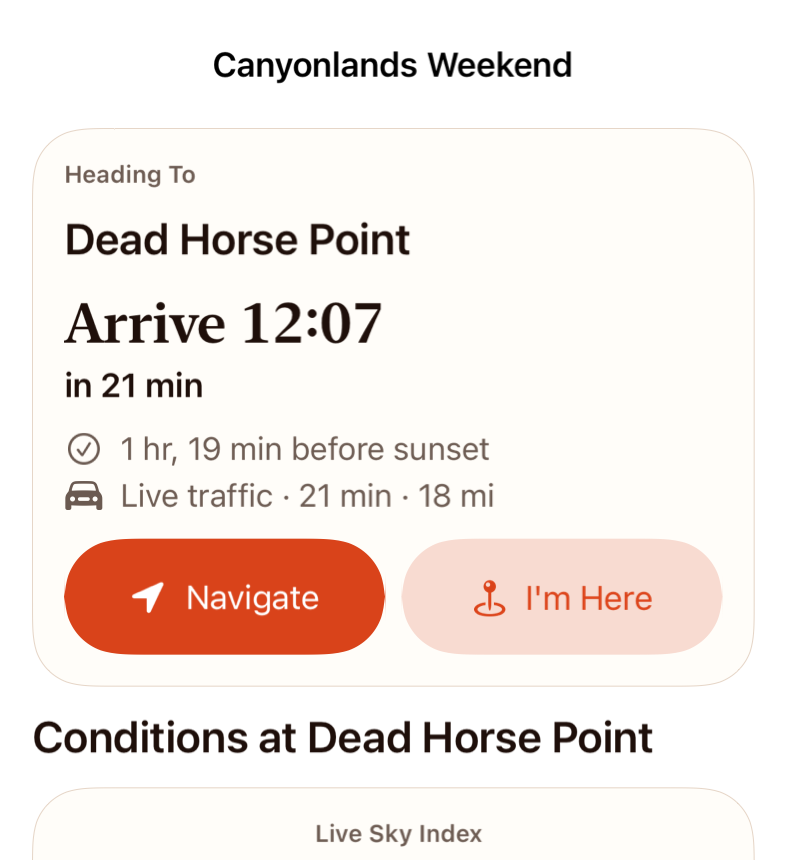 Canyonlands Weekend
Heading To
Dead Horse Point
Arrive 12:07
in 21 min
1 hr, 19 min before sunset
Live traffic · 21 min · 18 mi
Navigate
I'm Here
Conditions at Dead Horse Point
Live Sky Index